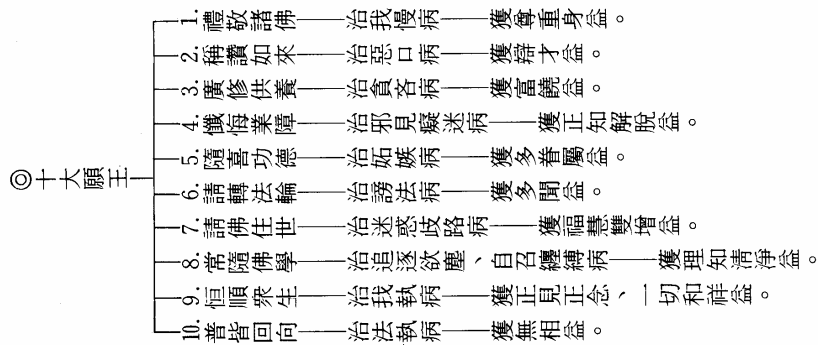 ◎十大願王
1.禮敬諸佛——治我慢病——獲尊重身益。
2.稱讚如來——治惡口病——獲辯才益。
3.廣修供養——治貪吝病——獲富饒益。
4.懺悔業障——治邪見癡迷病——獲正知解脫益。
5.隨喜功德——治妬嫉病——獲多眷屬益。
6.請轉法輪——治謗法病——獲多聞益。
7.請佛住世——治迷惑歧路病——獲福慧雙增益。
8.常隨佛學——治追逐欲塵、自召纏縛病——獲理知清淨益。
9.恒順衆生——治我執病——獲正見正念、一切和祥益。
10.普皆回向——治法執病——獲無相益。